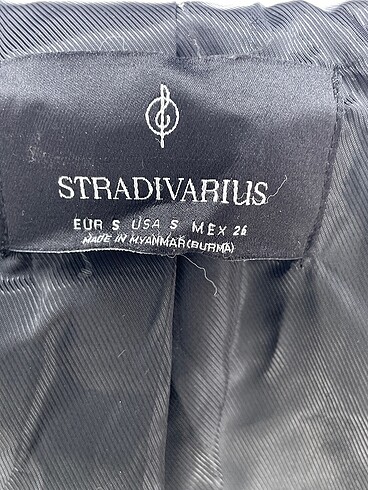 STRADIVARIUS
EUR S USA S MEX 26
MADE IN MYANMAR(BURMA)